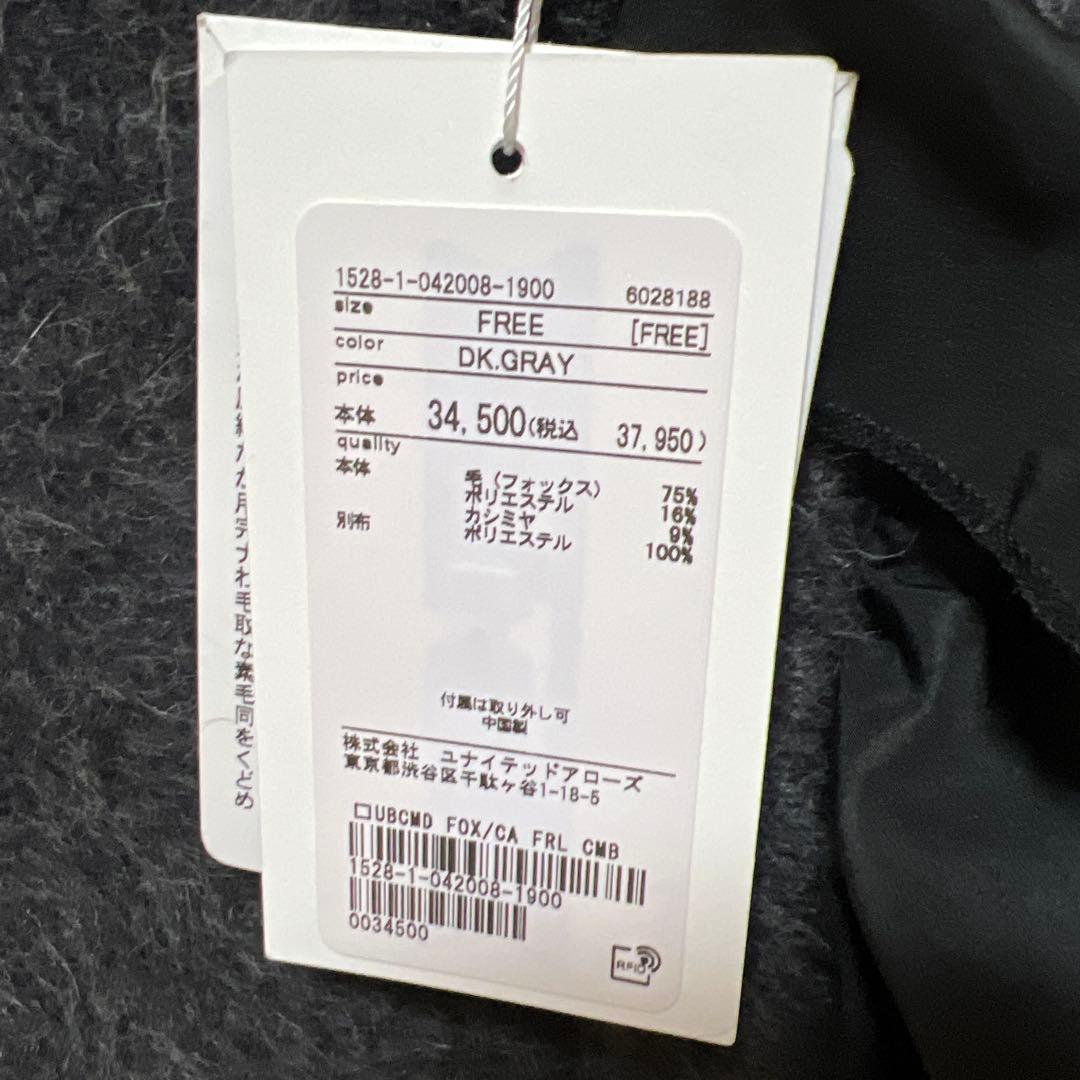 1528-1-042008-1900 6028188
size FREE [FREE]
color DK.GRAY
price
本体 34,500(税込 37,950)
quality
本体 毛(フォックス) 75%
ポリエステル 16%
カシミヤ 9%
別布 ポリエステル 100%
付属は取り外し可
中国製
株式会社 ユナイテッドアローズ
東京都渋谷区千駄ヶ谷1-18-5
□UBCMD FOX/CA FRL CMB
1528-1-042008-1900
0034500
RFID